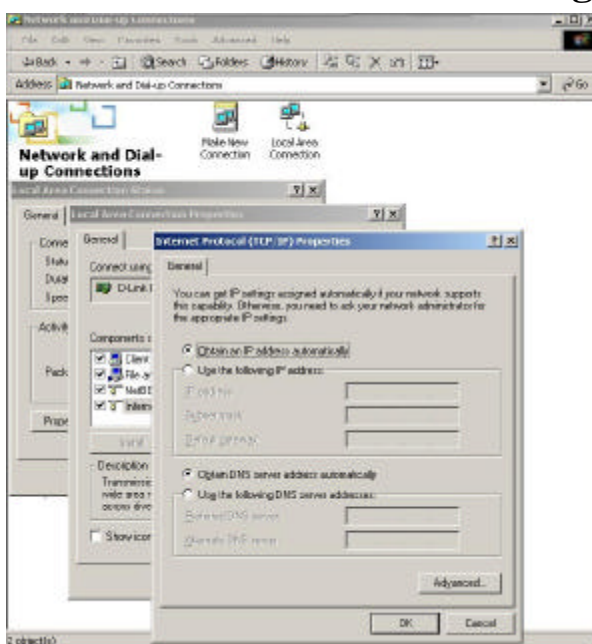 Network and Dial-up Connections
File Edit View Favorites Tools Advanced Help
Back Search Folders History
Address Network and Dial-up Connections Go
Network and Dial-
up Connections
Make New
Connection
Local Area
Connection
Local Area Connection Status
General
Local Area Connection Properties
General
Connect using
D-Link
Components
Client
File
Description
wide area
Show icon
Internet Protocol (TCP/IP) Properties
General
You can get IP settings assigned automatically if your network supports
this capability. Otherwise, you need to ask your network administrator for
the appropriate IP settings.
Obtain an IP address automatically
Use the following IP address:
IP address:
Subnet mask:
Default gateway:
Obtain DNS server address automatically
Use the following DNS server addresses:
Preferred DNS server:
Alternate DNS server:
Advanced...
OK Cancel
2 object(s)